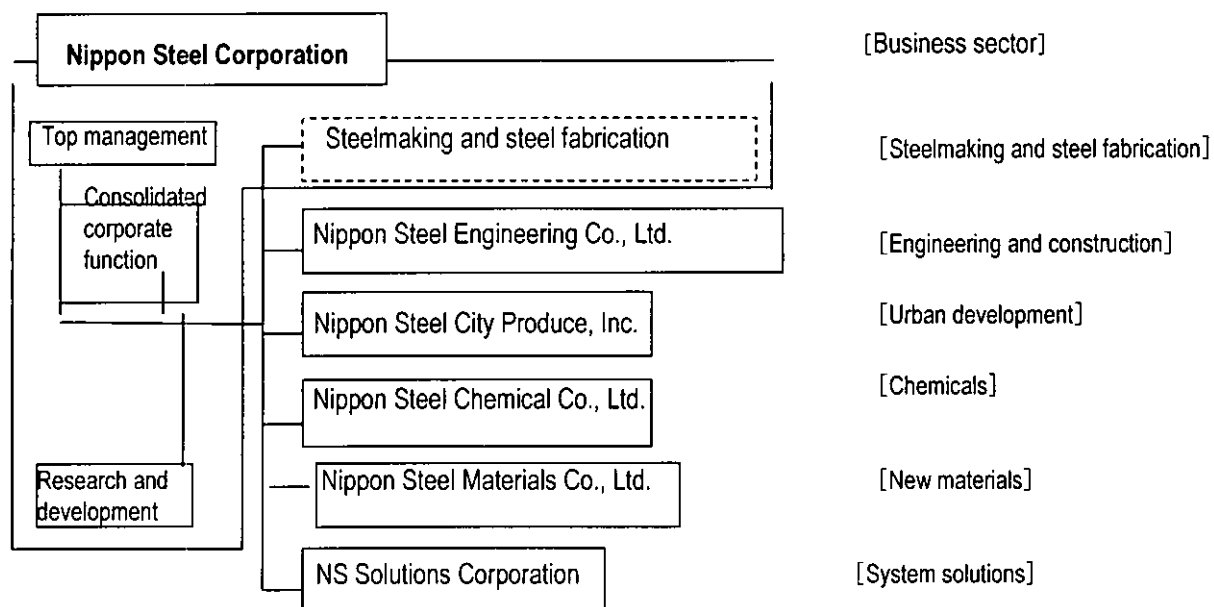 Nippon Steel Corporation
[Business sector]
Top management
Steelmaking and steel fabrication
[Steelmaking and steel fabrication]
Consolidated
corporate
function
Nippon Steel Engineering Co., Ltd.
[Engineering and construction]
Nippon Steel City Produce, Inc.
[Urban development]
Nippon Steel Chemical Co., Ltd.
[Chemicals]
Research and
development
Nippon Steel Materials Co., Ltd.
[New materials]
NS Solutions Corporation
[System solutions]